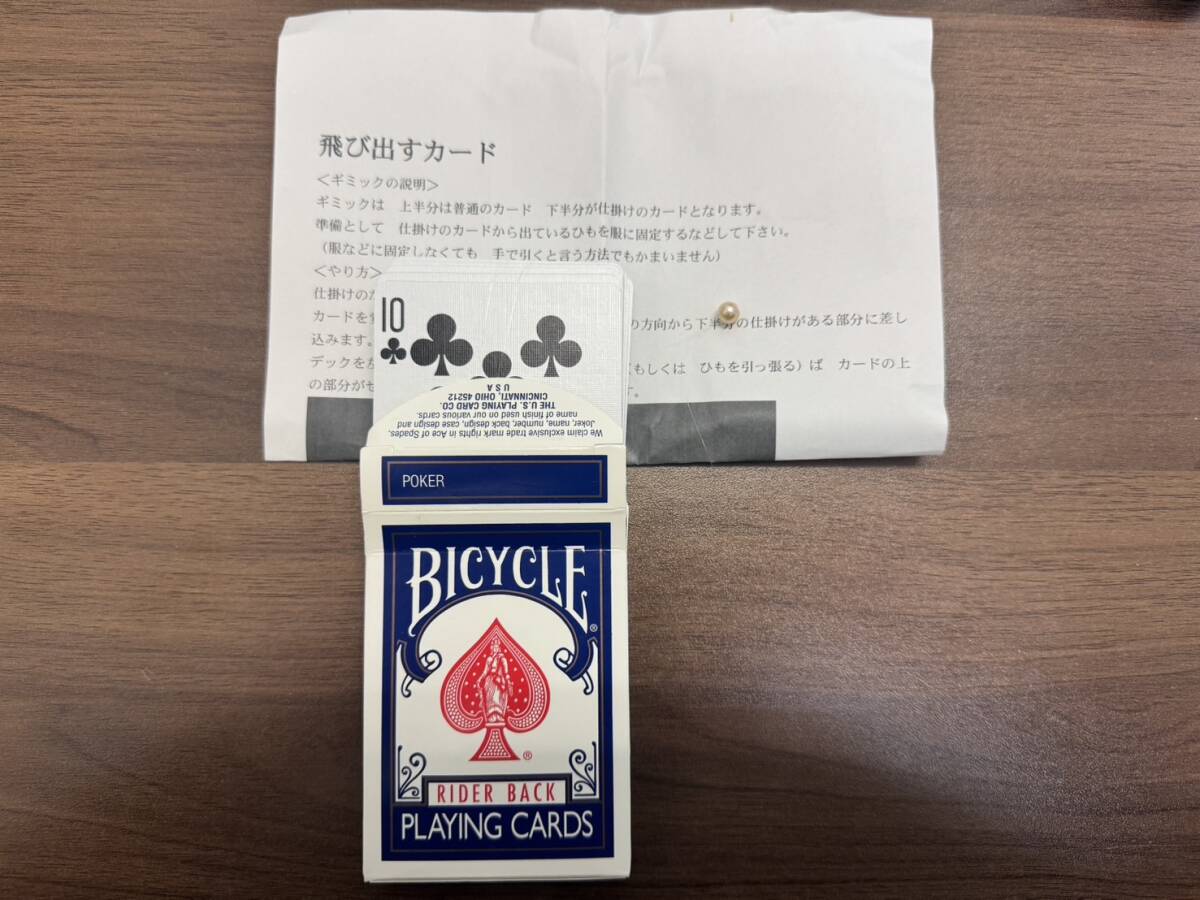 飛び出すカード
<ギミックの説明>
ギミックは 上半分は普通のカード 下半分が仕掛けのカードとなります。
準備として 仕掛けのカードから出ているひもを服に固定するなどして下さい。
(服などに固定しなくても 手で引くと言う方法でもかまいません)
<やり方>
仕掛けの
カードを の方向から下半分の仕掛けがある部分に差し
込みます。
デックを (もしくは ひもを引っ張る)ば カードの上
の部分が す。
10
We claim exclusive trade mark rights in Ace of Spades,
Joker, name, number, back design, case design and
name of finish used on our various cards.
THE U.S. PLAYING CARD CO.
CINCINNATI, OHIO 45212
U S A
POKER
BICYCLE®
®
RIDER BACK
PLAYING CARDS